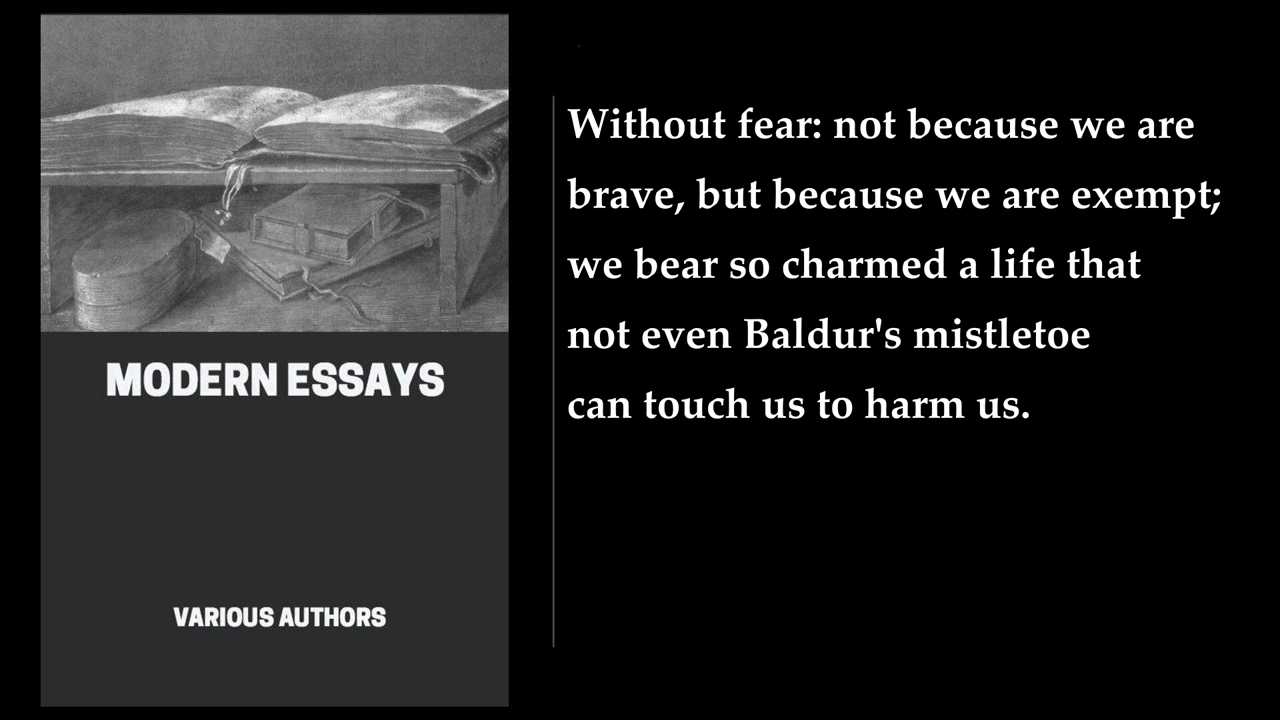 MODERN ESSAYS
VARIOUS AUTHORS
Without fear: not because we are
brave, but because we are exempt;
we bear so charmed a life that
not even Baldur's mistletoe
can touch us to harm us.